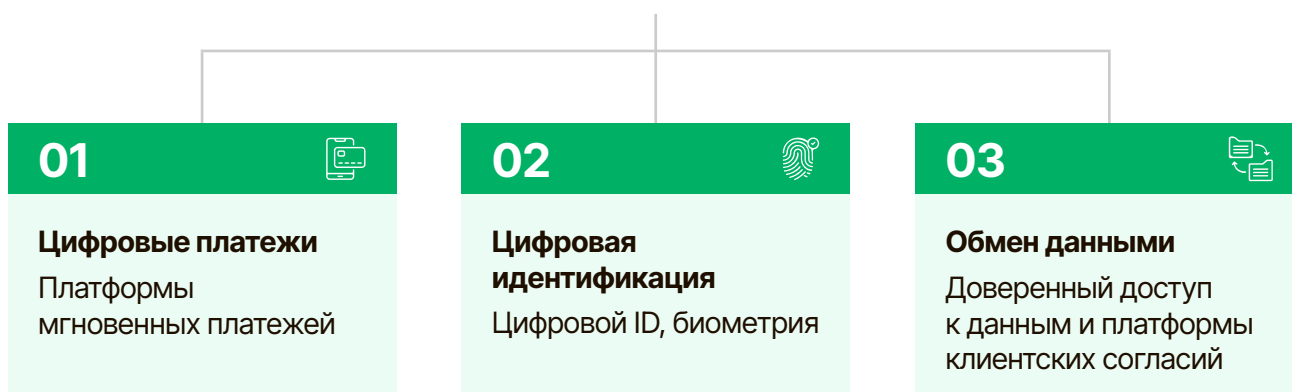 01
Цифровые платежи
Платформы
мгновенных платежей
02
Цифровая
идентификация
Цифровой ID, биометрия
03
Обмен данными
Доверенный доступ
к данным и платформы
клиентских согласий